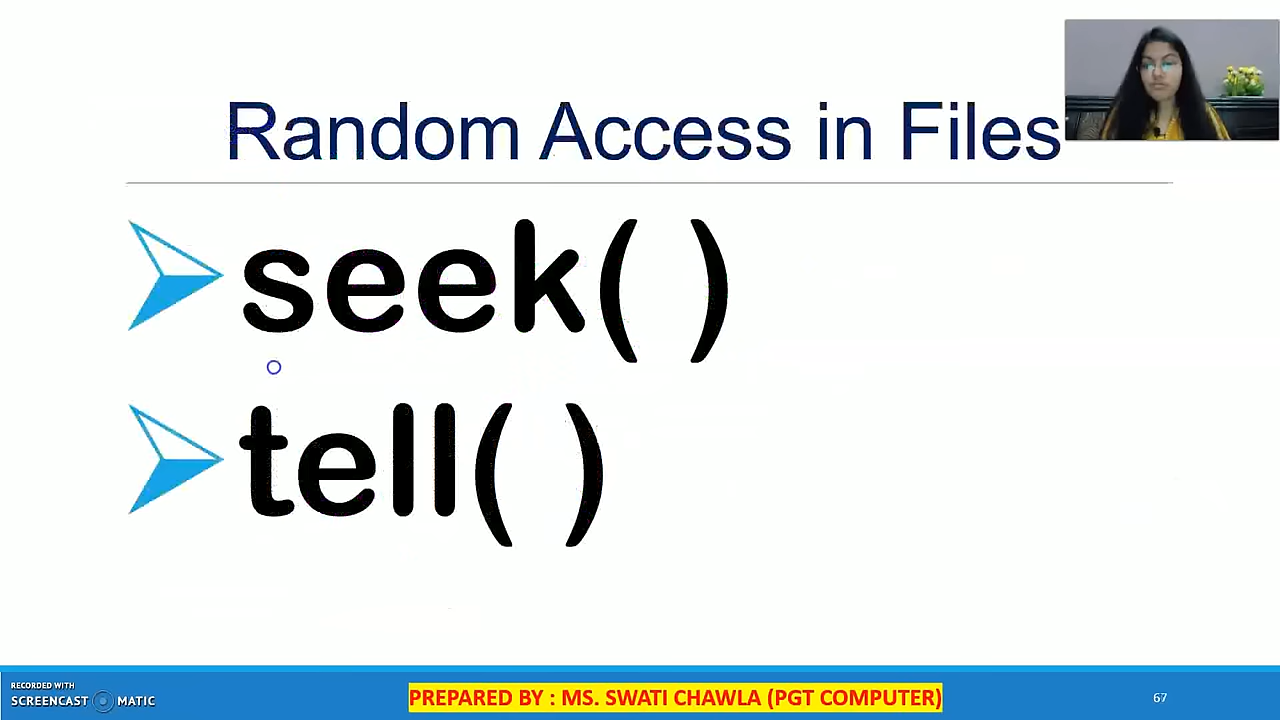 Random Access in Files
seek( )
tell( )
RECORDED WITH
SCREENCAST MATIC
PREPARED BY : MS. SWATI CHAWLA (PGT COMPUTER)
67